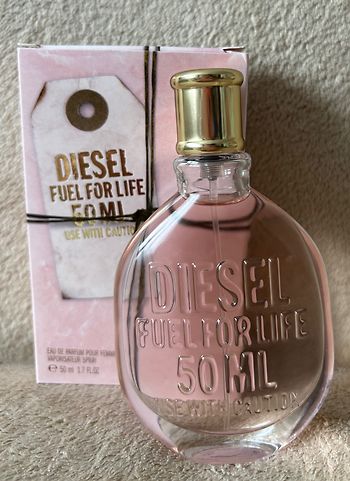 DIESEL
FUEL FOR LIFE
50 ML
USE WITH CAUTION
EAU DE PARFUM POUR FEMME
VAPORISATEUR SPRAY
℮ 50 ml 1.7 FL.OZ
DIESEL
FUEL FOR LIFE
50 ML
USE WITH CAUTION